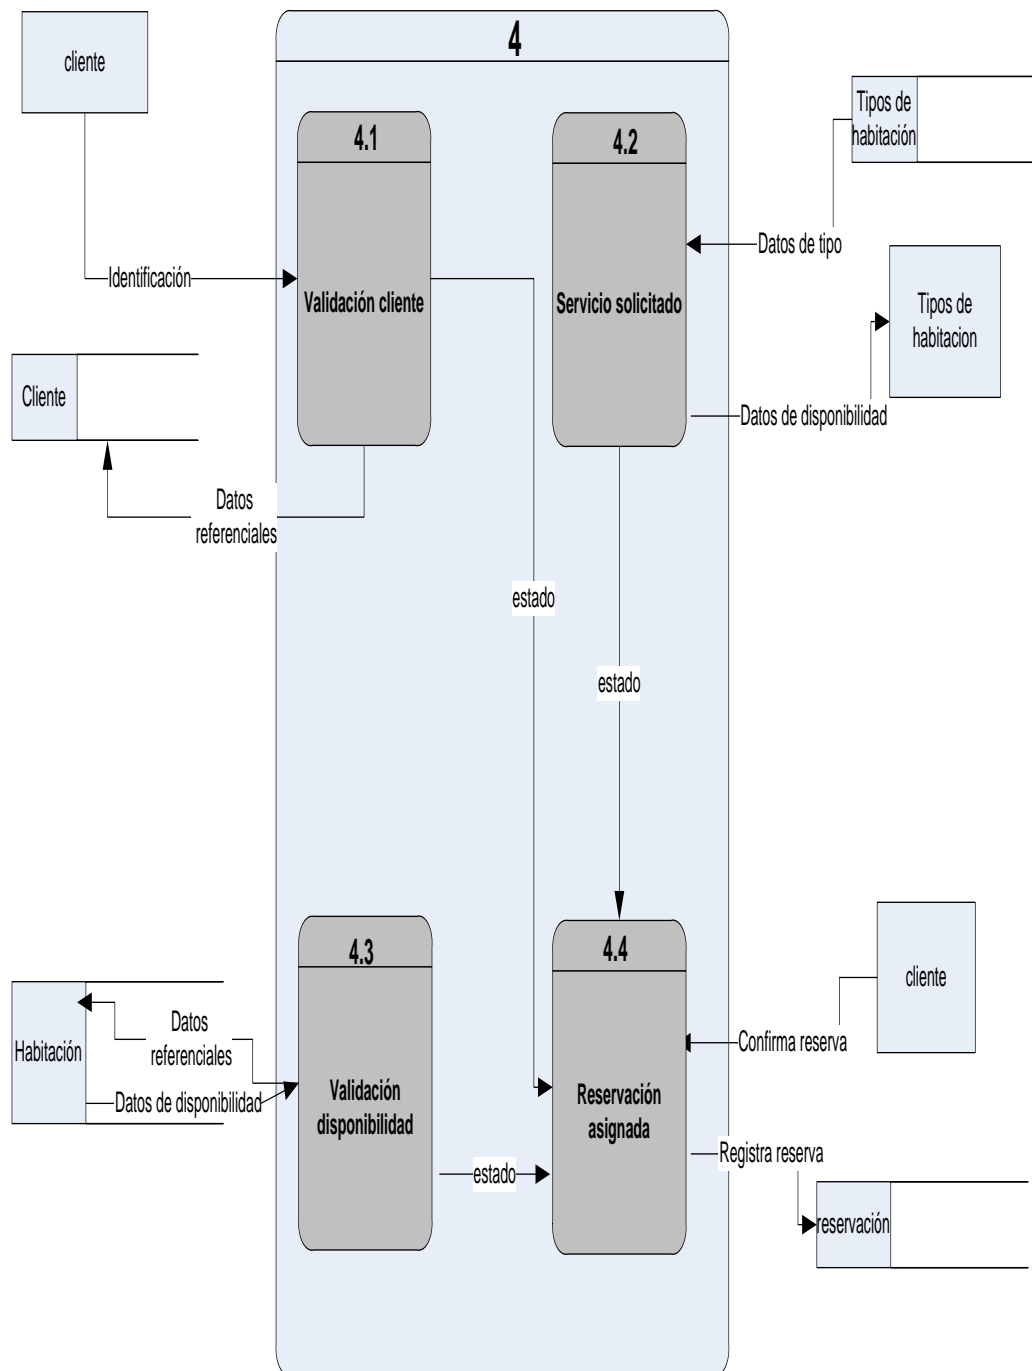 4
cliente
4.1
4.2
Tipos de
habitación
Identificación
Validación cliente
Servicio solicitado
Datos de tipo
Tipos de
habitacion
Cliente
Datos de disponibilidad
Datos
referenciales
estado
estado
4.3
4.4
cliente
Habitación
Datos
referenciales
Datos de disponibilidad
Validación
disponibilidad
Reservación
asignada
Confirma reserva
estado
Registra reserva
reservación